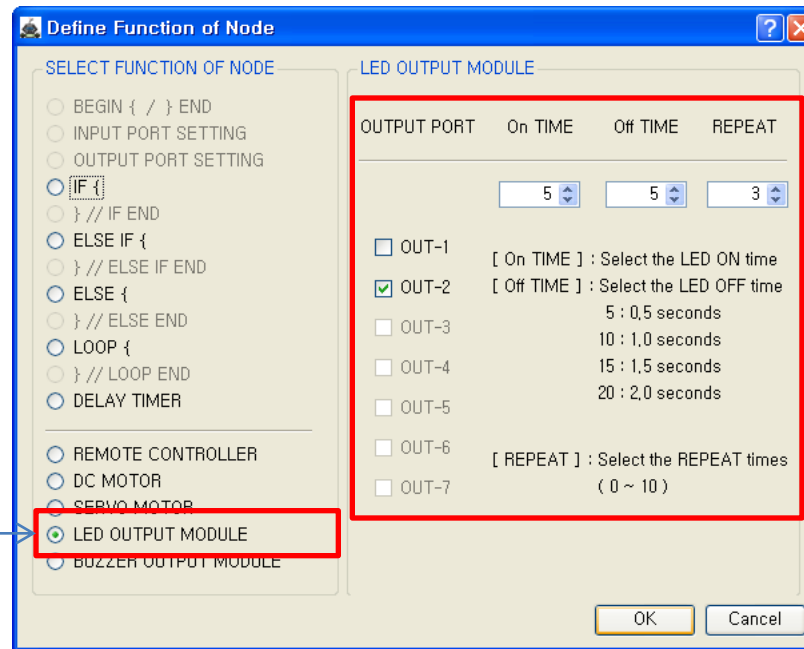 Define Function of Node
SELECT FUNCTION OF NODE
BEGIN { / } END
INPUT PORT SETTING
OUTPUT PORT SETTING
IF {
} // IF END
ELSE IF {
} // ELSE IF END
ELSE {
} // ELSE END
LOOP {
} // LOOP END
DELAY TIMER
REMOTE CONTROLLER
DC MOTOR
SERVO MOTOR
LED OUTPUT MODULE
BUZZER OUTPUT MODULE
LED OUTPUT MODULE
OUTPUT PORT On TIME Off TIME REPEAT
5 5 3
OUT-1
OUT-2
OUT-3
OUT-4
OUT-5
OUT-6
OUT-7
[ On TIME ] : Select the LED ON time
[ Off TIME ] : Select the LED OFF time
5 : 0,5 seconds
10 : 1,0 seconds
15 : 1,5 seconds
20 : 2,0 seconds
[ REPEAT ] : Select the REPEAT times
( 0 ~ 10 )
OK Cancel